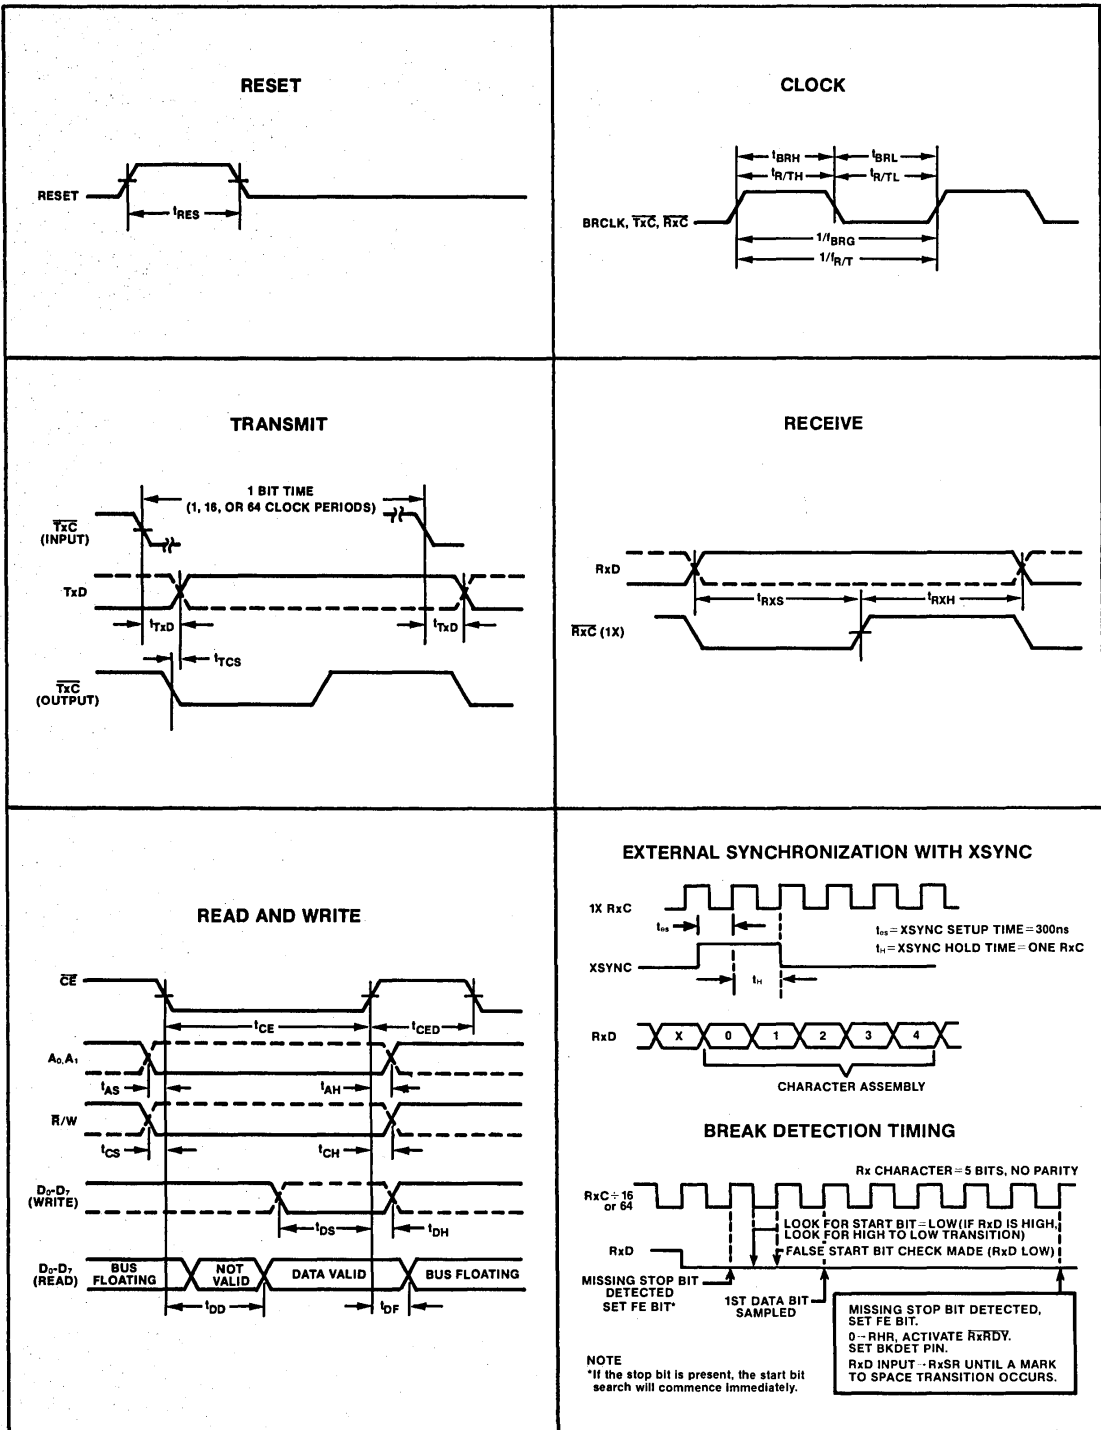 RESET
RESET
tRES
CLOCK
tBRH
tBRL
tR/TH
tR/TL
BRCLK, T̅x̅C̅, R̅x̅C̅
1/fBRG
1/fR/T
TRANSMIT
1 BIT TIME
(1, 16, OR 64 CLOCK PERIODS)
T̅x̅C̅
(INPUT)
TxD
tTxD
tTxD
tTCS
T̅x̅C̅
(OUTPUT)
RECEIVE
RxD
tRXS
tRXH
R̅x̅C̅ (1X)
READ AND WRITE
C̅E̅
tCE
tCED
A₀,A₁
tAS
tAH
R̅/W
tCS
tCH
D₀-D₇
(WRITE)
tDS
tDH
D₀-D₇
(READ)
BUS
FLOATING
NOT
VALID
DATA VALID
BUS FLOATING
tDD
tDF
EXTERNAL SYNCHRONIZATION WITH XSYNC
1X RxC
tes
tes=XSYNC SETUP TIME=300ns
tH=XSYNC HOLD TIME=ONE RxC
XSYNC
tH
RxD
X 0 1 2 3 4
CHARACTER ASSEMBLY
BREAK DETECTION TIMING
Rx CHARACTER=5 BITS, NO PARITY
RxC÷16
or 64
LOOK FOR START BIT=LOW(IF RxD IS HIGH,
LOOK FOR HIGH TO LOW TRANSITION)
RxD
FALSE START BIT CHECK MADE (RxD LOW)
MISSING STOP BIT
DETECTED
SET FE BIT*
1ST DATA BIT
SAMPLED
MISSING STOP BIT DETECTED,
SET FE BIT.
0→RHR, ACTIVATE R̅x̅R̅D̅Y̅.
SET BKDET PIN.
RxD INPUT→RxSR UNTIL A MARK
TO SPACE TRANSITION OCCURS.
NOTE
*If the stop bit is present, the start bit
search will commence immediately.